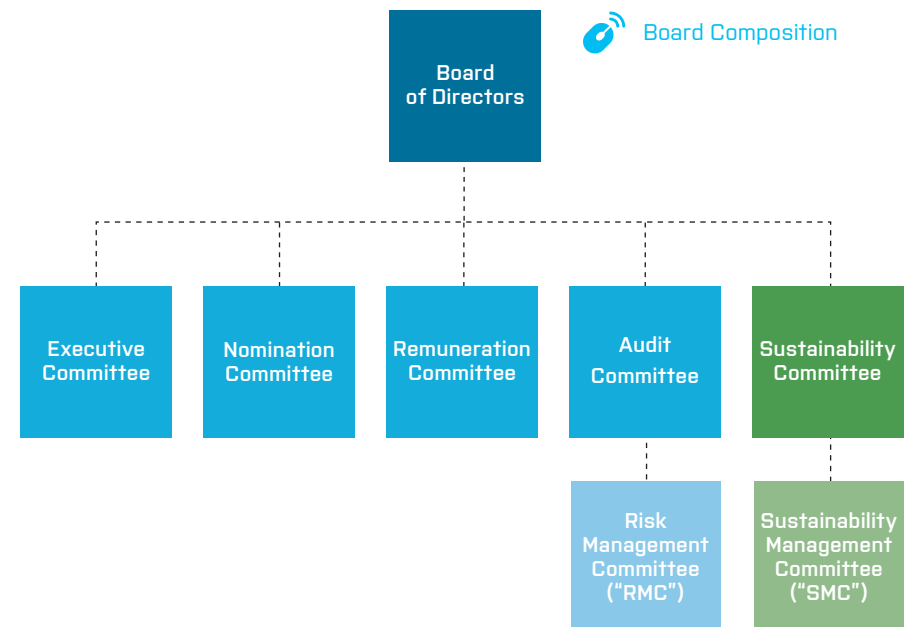 Board Composition
Board
of Directors
Executive
Committee
Nomination
Committee
Remuneration
Committee
Audit
Committee
Sustainability
Committee
Risk
Management
Committee
(“RMC”)
Sustainability
Management
Committee
(“SMC”)